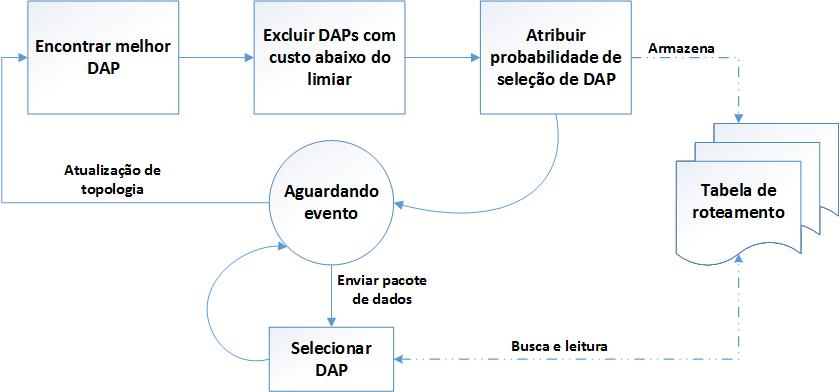 Encontrar melhor
DAP
Excluir DAPs com
custo abaixo do
limiar
Atribuir
probabilidade de
seleção de DAP
Armazena
Atualização de
topologia
Aguardando
evento
Tabela de
roteamento
Enviar pacote
de dados
Selecionar
DAP
Busca e leitura